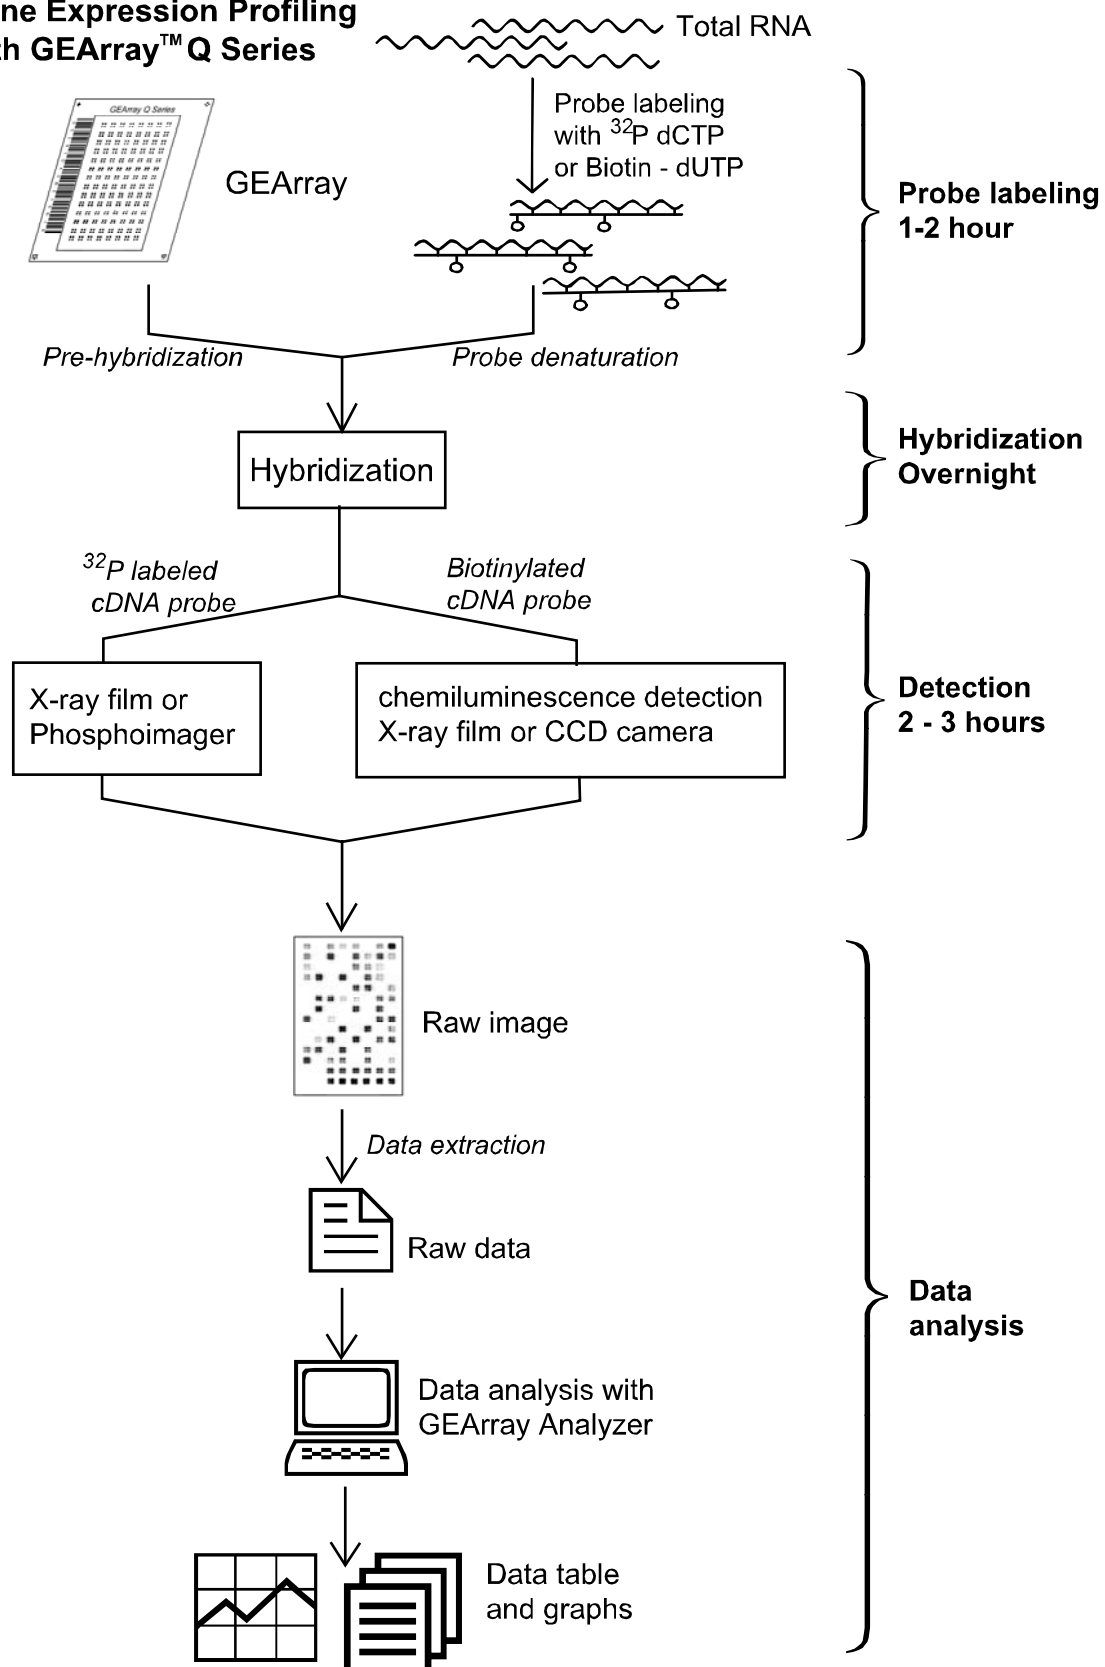 ne Expression Profiling
th GEArray™ Q Series
Total RNA
GEArray Q Series
GEArray
Probe labeling
with ³²P dCTP
or Biotin - dUTP
Probe labeling
1-2 hour
Pre-hybridization
Probe denaturation
Hybridization
Hybridization
Overnight
³²P labeled
cDNA probe
Biotinylated
cDNA probe
X-ray film or
Phosphoimager
chemiluminescence detection
X-ray film or CCD camera
Detection
2 - 3 hours
Raw image
Data extraction
Raw data
Data analysis with
GEArray Analyzer
Data
analysis
Data table
and graphs